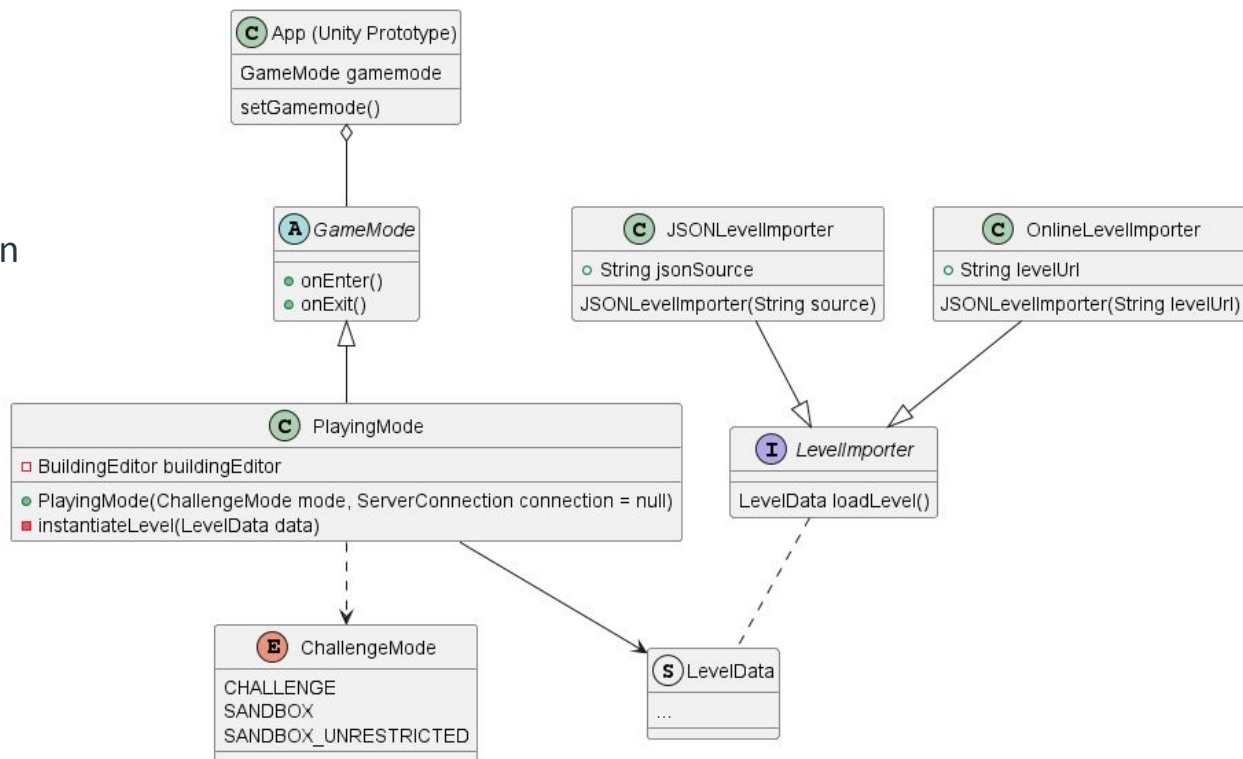 C App (Unity Prototype)
GameMode gamemode
setGamemode()
A GameMode
onEnter()
onExit()
n
C JSONLevelImporter
String jsonSource
JSONLevelImporter(String source)
C OnlineLevelImporter
String levelUrl
JSONLevelImporter(String levelUrl)
C PlayingMode
BuildingEditor buildingEditor
PlayingMode(ChallengeMode mode, ServerConnection connection = null)
instantiateLevel(LevelData data)
I LevelImporter
LevelData loadLevel()
E ChallengeMode
CHALLENGE
SANDBOX
SANDBOX_UNRESTRICTED
S LevelData
...